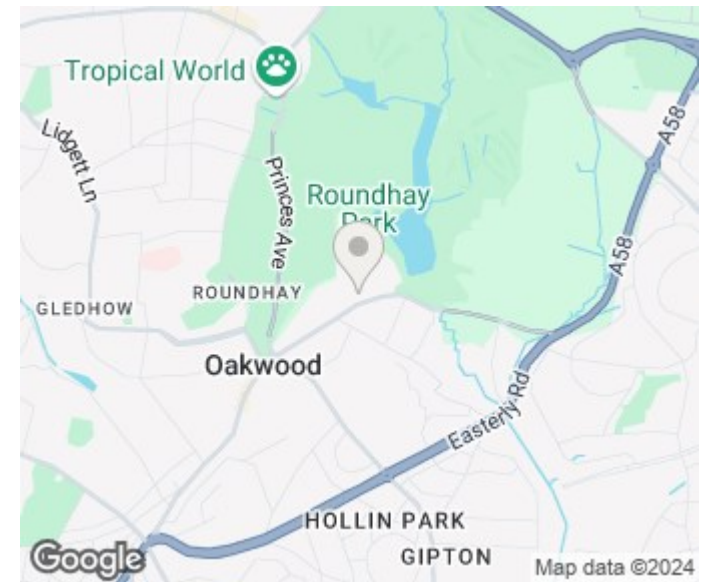 Tropical World
Lidgett Ln
Princes Ave
Roundhay
Park
A58
A58
ROUNDHAY
GLEDHOW
Oakwood
Easterly Rd
HOLLIN PARK
GIPTON
Google
Map data ©2024